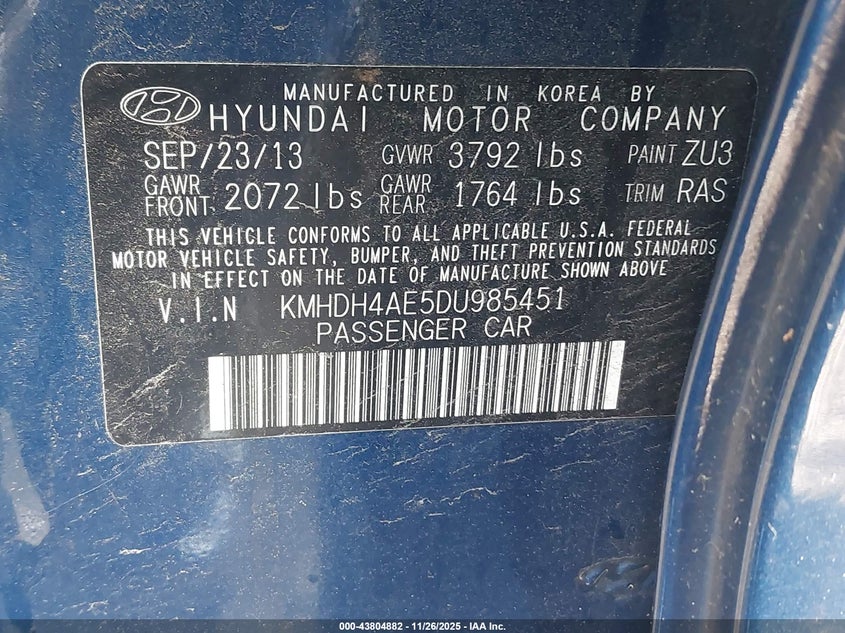 MANUFACTURED IN KOREA BY
HYUNDAI MOTOR COMPANY
SEP/23/13 GVWR 3792 lbs PAINT ZU3
GAWR FRONT 2072 lbs GAWR REAR 1764 lbs TRIM RAS
THIS VEHICLE CONFORMS TO ALL APPLICABLE U.S.A. FEDERAL
MOTOR VEHICLE SAFETY, BUMPER, AND THEFT PREVENTION STANDARDS
IN EFFECT ON THE DATE OF MANUFACTURE SHOWN ABOVE
V.I.N KMHDH4AE5DU985451
PASSENGER CAR
000-43804882 - 11/26/2025 - IAA Inc.